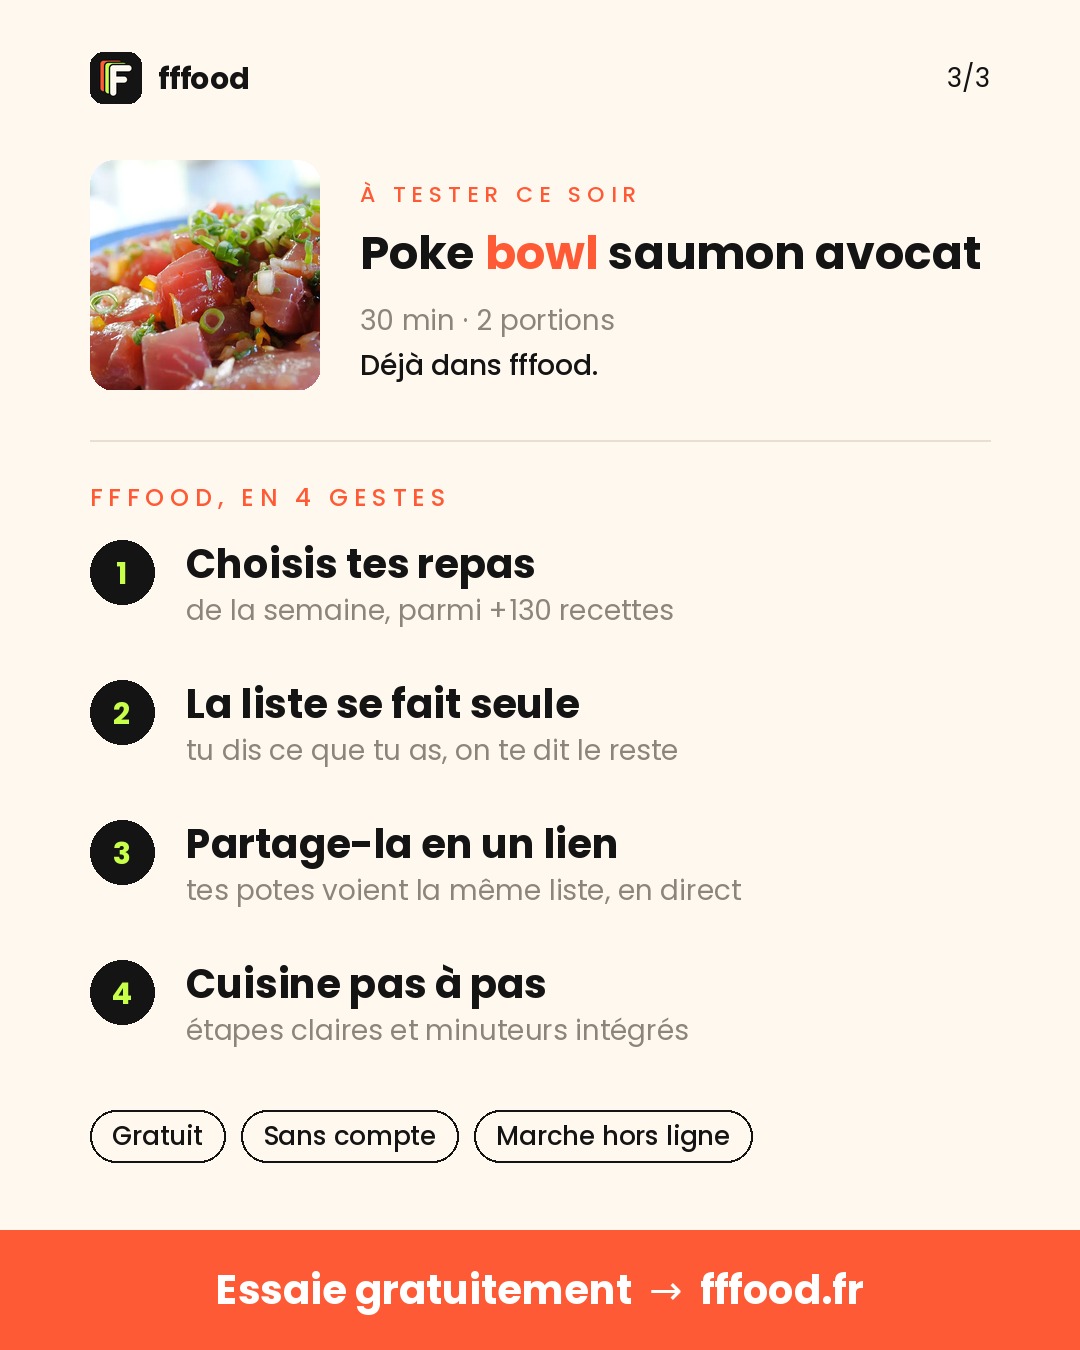 fffood
3/3
À TESTER CE SOIR
Poke bowl saumon avocat
30 min · 2 portions
Déjà dans fffood.
FFFOOD, EN 4 GESTES
1
Choisis tes repas
de la semaine, parmi +130 recettes
2
La liste se fait seule
tu dis ce que tu as, on te dit le reste
3
Partage-la en un lien
tes potes voient la même liste, en direct
4
Cuisine pas à pas
étapes claires et minuteurs intégrés
Gratuit Sans compte Marche hors ligne
Essaie gratuitement → fffood.fr